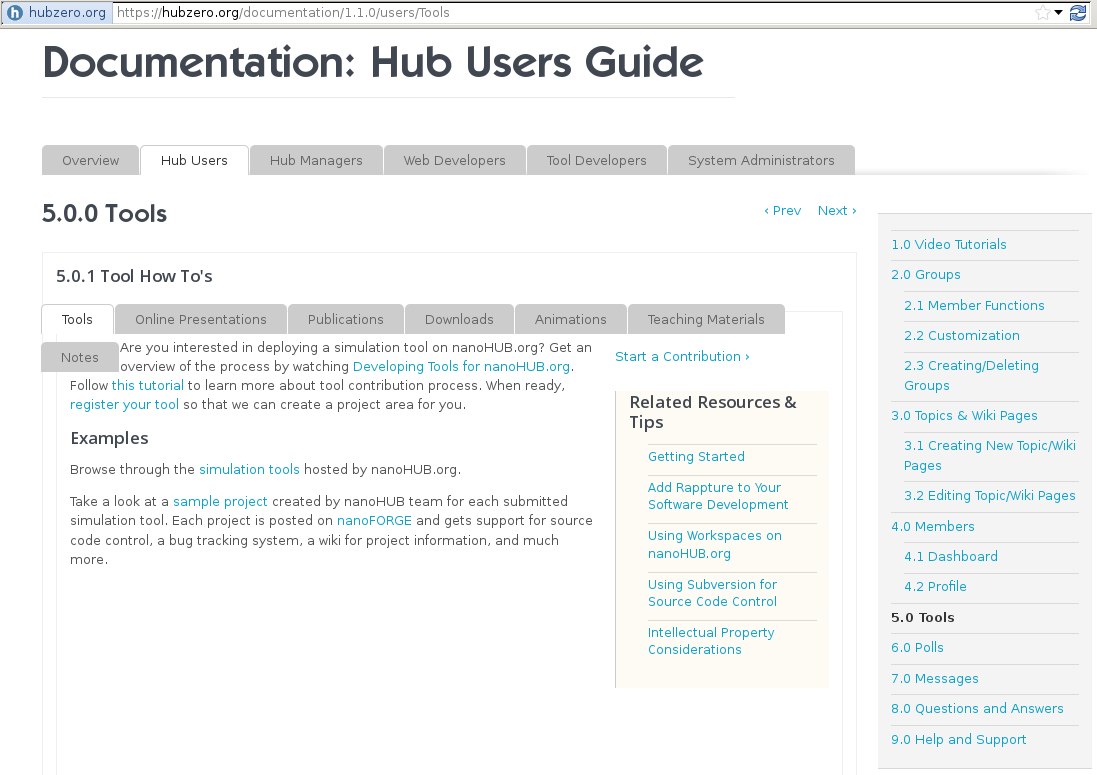 hubzero.org https://hubzero.org/documentation/1.1.0/users/Tools
Documentation: Hub Users Guide
Overview Hub Users Hub Managers Web Developers Tool Developers System Administrators
5.0.0 Tools
‹ Prev Next ›
5.0.1 Tool How To's
Tools Online Presentations Publications Downloads Animations Teaching Materials
Notes
Are you interested in deploying a simulation tool on nanoHUB.org? Get an
overview of the process by watching Developing Tools for nanoHUB.org.
Follow this tutorial to learn more about tool contribution process. When ready,
register your tool so that we can create a project area for you.
Examples
Browse through the simulation tools hosted by nanoHUB.org.
Take a look at a sample project created by nanoHUB team for each submitted
simulation tool. Each project is posted on nanoFORGE and gets support for source
code control, a bug tracking system, a wiki for project information, and much
more.
Start a Contribution ›
Related Resources &
Tips
Getting Started
Add Rappture to Your
Software Development
Using Workspaces on
nanoHUB.org
Using Subversion for
Source Code Control
Intellectual Property
Considerations
1.0 Video Tutorials
2.0 Groups
2.1 Member Functions
2.2 Customization
2.3 Creating/Deleting
Groups
3.0 Topics & Wiki Pages
3.1 Creating New Topic/Wiki
Pages
3.2 Editing Topic/Wiki Pages
4.0 Members
4.1 Dashboard
4.2 Profile
5.0 Tools
6.0 Polls
7.0 Messages
8.0 Questions and Answers
9.0 Help and Support